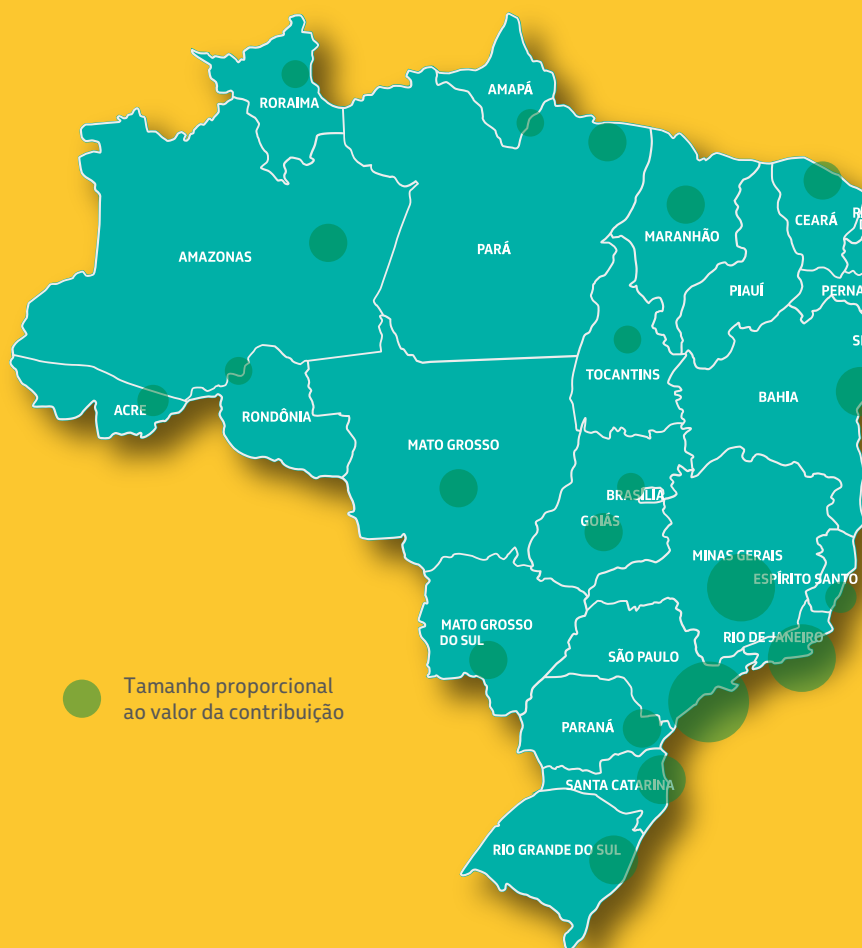 RORAIMA
AMAPÁ
AMAZONAS
PARÁ
MARANHÃO
CEARÁ
PIAUÍ
PERNA
TOCANTINS
ACRE
RONDÔNIA
MATO GROSSO
BAHIA
BRASÍLIA
GOIÁS
MINAS GERAIS
ESPÍRITO SANTO
RIO DE JANEIRO
MATO GROSSO
DO SUL
SÃO PAULO
PARANÁ
SANTA CATARINA
RIO GRANDE DO SUL
Tamanho proporcional
ao valor da contribuição